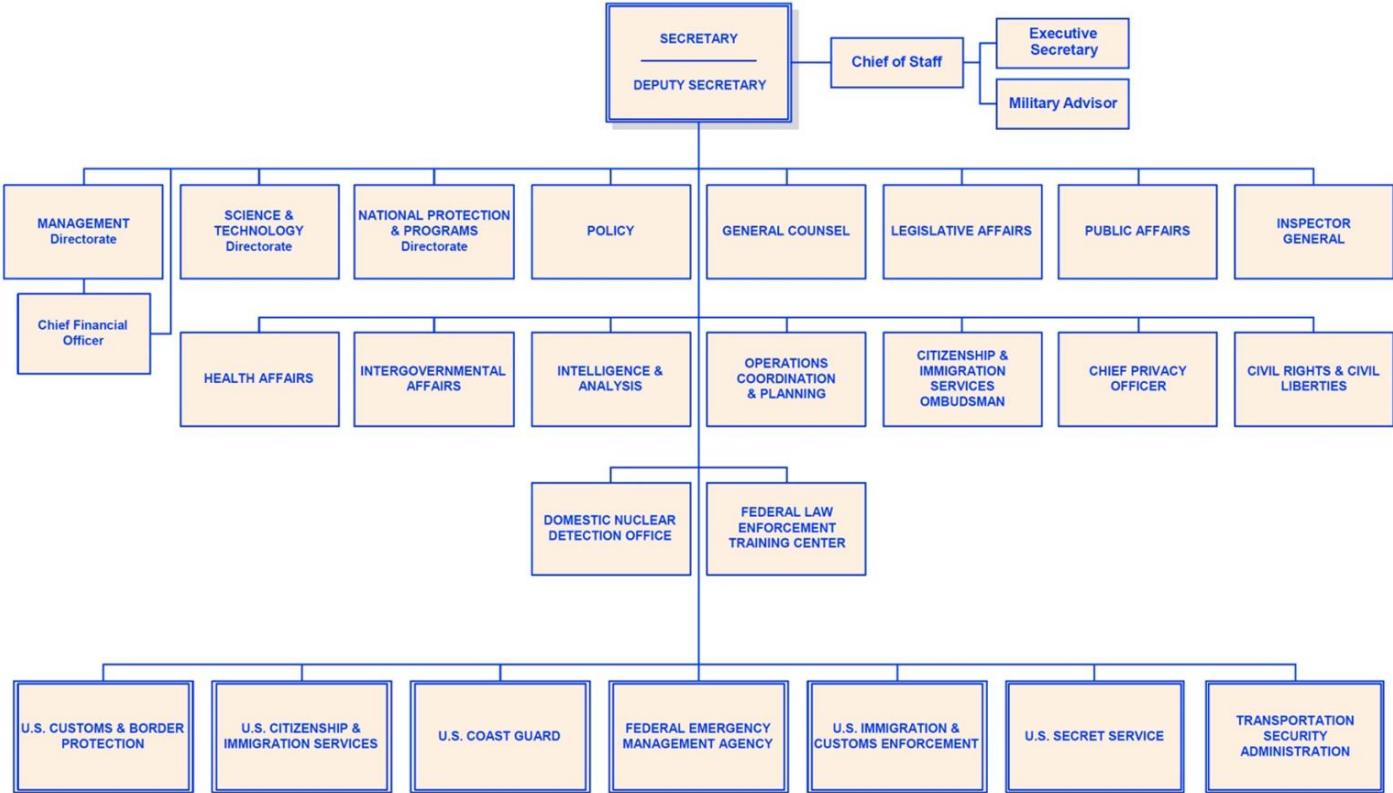 SECRETARY
DEPUTY SECRETARY
Chief of Staff
Executive
Secretary
Military Advisor
MANAGEMENT
Directorate
SCIENCE &
TECHNOLOGY
Directorate
NATIONAL PROTECTION
& PROGRAMS
Directorate
POLICY
GENERAL COUNSEL
LEGISLATIVE AFFAIRS
PUBLIC AFFAIRS
INSPECTOR
GENERAL
Chief Financial
Officer
HEALTH AFFAIRS
INTERGOVERNMENTAL
AFFAIRS
INTELLIGENCE &
ANALYSIS
OPERATIONS
COORDINATION
& PLANNING
CITIZENSHIP &
IMMIGRATION
SERVICES
OMBUDSMAN
CHIEF PRIVACY
OFFICER
CIVIL RIGHTS & CIVIL
LIBERTIES
DOMESTIC NUCLEAR
DETECTION OFFICE
FEDERAL LAW
ENFORCEMENT
TRAINING CENTER
U.S. CUSTOMS & BORDER
PROTECTION
U.S. CITIZENSHIP &
IMMIGRATION SERVICES
U.S. COAST GUARD
FEDERAL EMERGENCY
MANAGEMENT AGENCY
U.S. IMMIGRATION &
CUSTOMS ENFORCEMENT
U.S. SECRET SERVICE
TRANSPORTATION
SECURITY
ADMINISTRATION